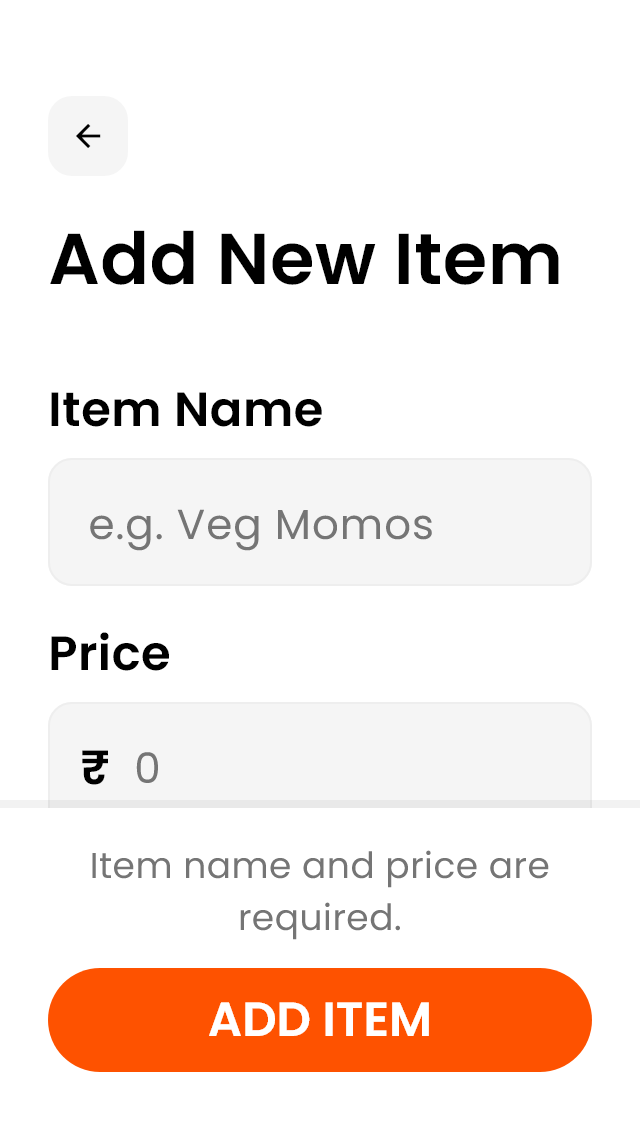 Add New Item
Item Name
e.g. Veg Momos
Price
₹ 0
Item name and price are
required.
ADD ITEM